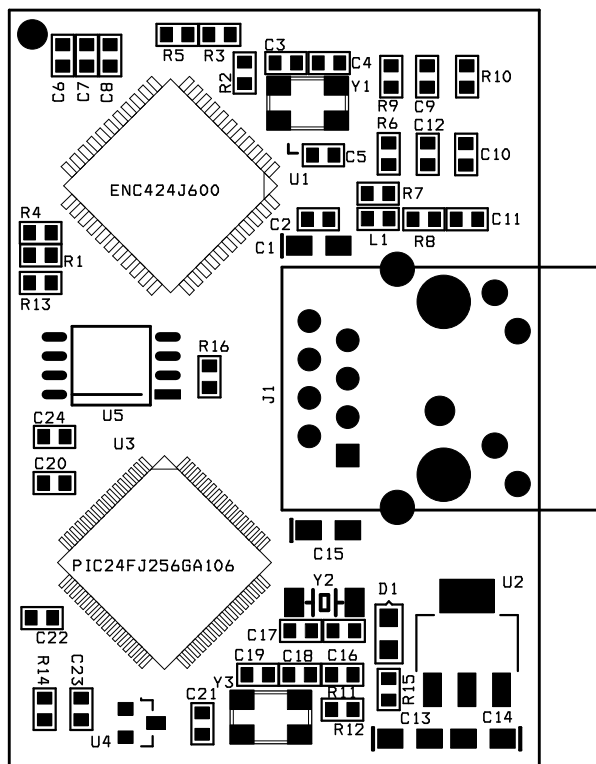 R5 R3
C3 C4
C6 C7 C8
R2
Y1
R9 C9 R10
R6 C12
C5
C10
U1
ENC424J600
R7
R4
C2
L1 R8 C11
C1
R1
R13
R16
J1
U5
C24
U3
C20
C15
PIC24FJ256GA106
Y2
D1
U2
C22
C17
C19 C18 C16
R14 C23
Y3
C21
R11
R15
R12
C13 C14
U4